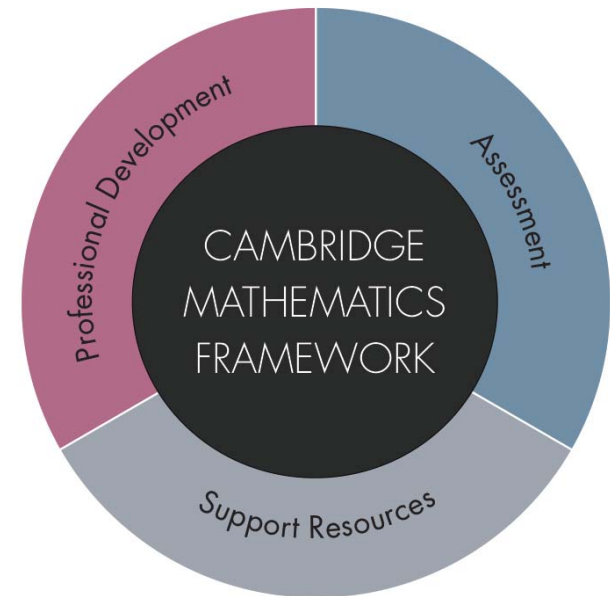 Professional Development
Assessment
CAMBRIDGE
MATHEMATICS
FRAMEWORK
Support Resources